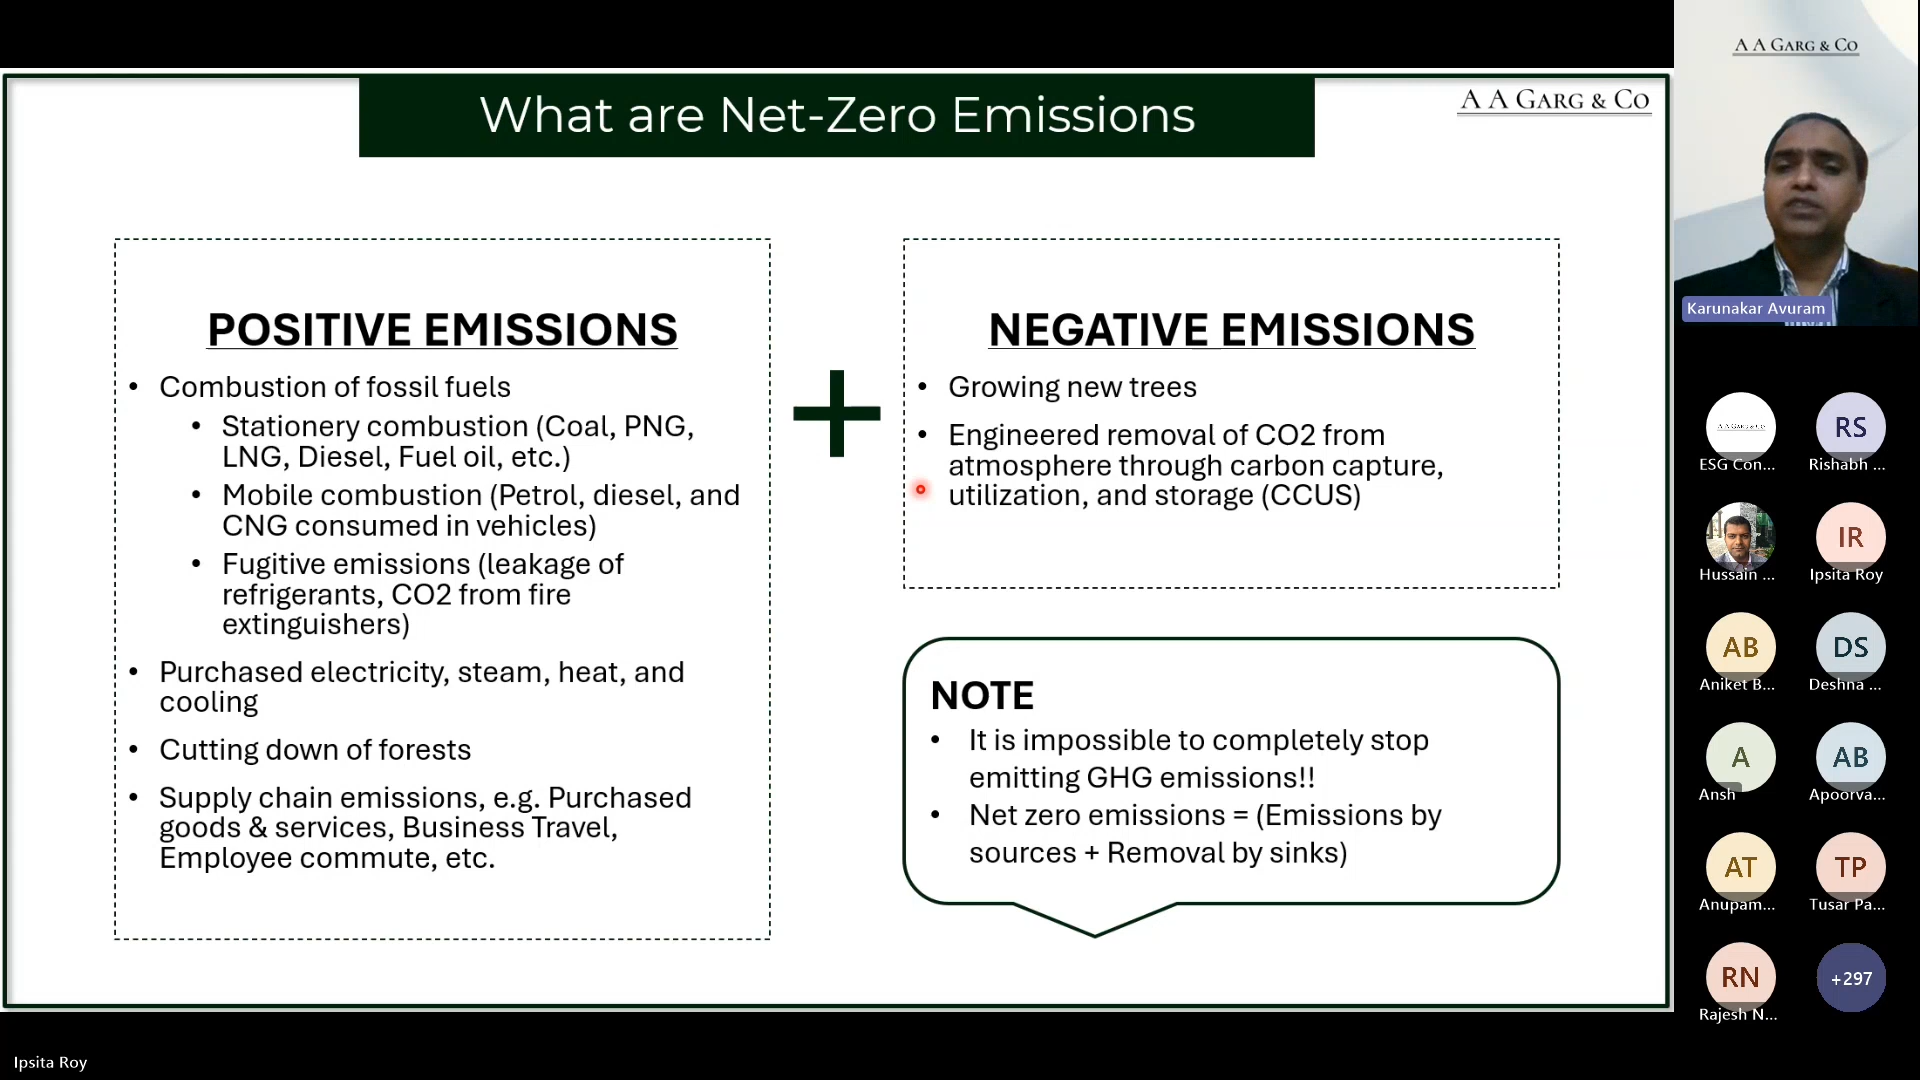 A A GARG & CO
What are Net-Zero Emissions
A A GARG & CO
POSITIVE EMISSIONS
• Combustion of fossil fuels
• Stationery combustion (Coal, PNG,
LNG, Diesel, Fuel oil, etc.)
• Mobile combustion (Petrol, diesel, and
CNG consumed in vehicles)
• Fugitive emissions (leakage of
refrigerants, CO2 from fire
extinguishers)
• Purchased electricity, steam, heat, and
cooling
• Cutting down of forests
• Supply chain emissions, e.g. Purchased
goods & services, Business Travel,
Employee commute, etc.
+
NEGATIVE EMISSIONS
• Growing new trees
• Engineered removal of CO2 from
atmosphere through carbon capture,
utilization, and storage (CCUS)
NOTE
• It is impossible to completely stop
emitting GHG emissions!!
• Net zero emissions = (Emissions by
sources + Removal by sinks)
Karunakar Avuram
A A GARG & CO
ESG Con...
RS
Rishabh ...
Hussain ...
IR
Ipsita Roy
AB
Aniket B...
DS
Deshna ...
A
Ansh
AB
Apoorva...
AT
Anupam...
TP
Tusar Pa...
RN
Rajesh N...
+297
Ipsita Roy